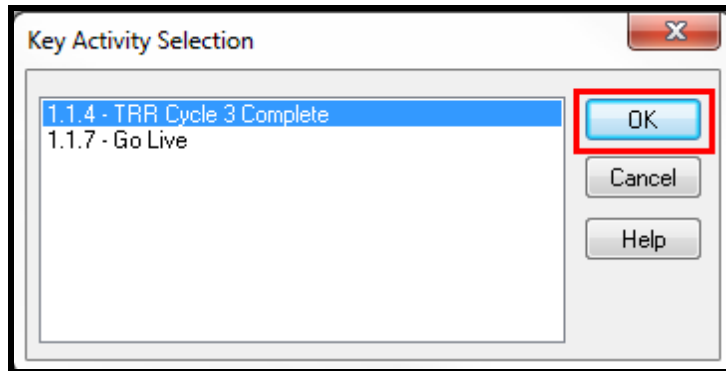 Key Activity Selection
1.1.4 - TRR Cycle 3 Complete
1.1.7 - Go Live
OK
Cancel
Help